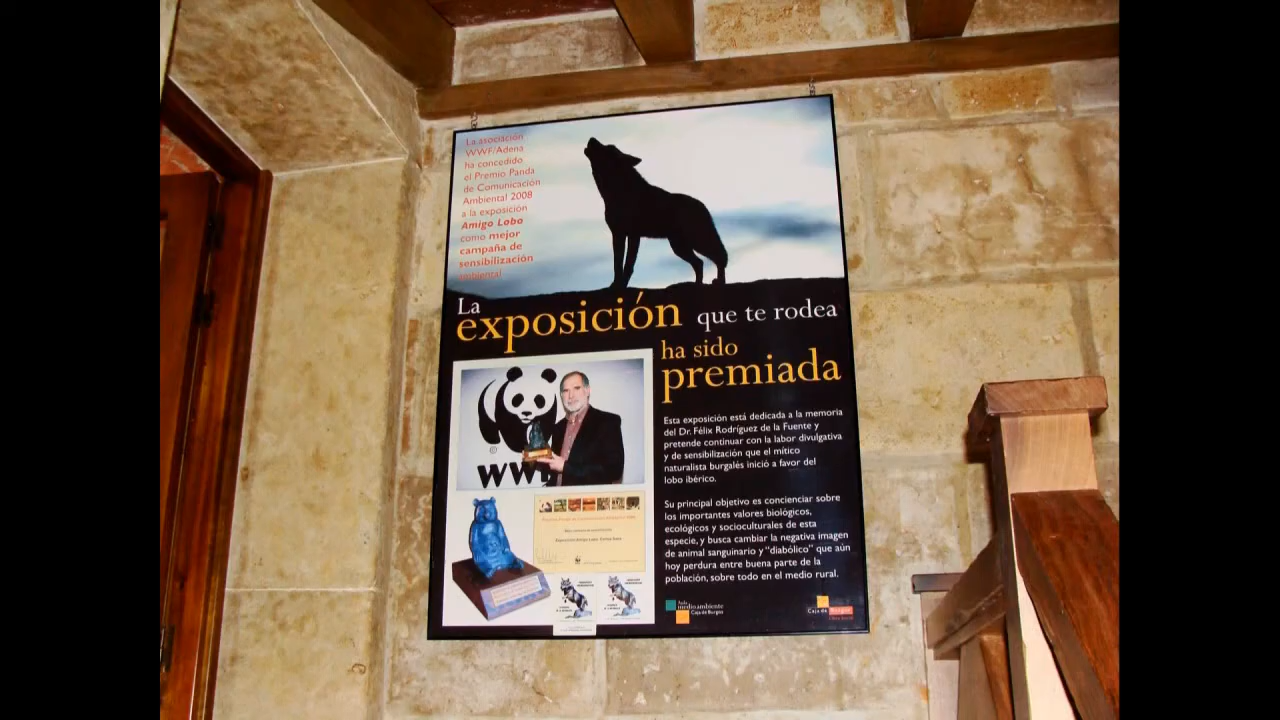 La asociación
WWF/Adena
ha concedido
el Premio Panda
de Comunicación
Ambiental 2008
a la exposición
Amigo Lobo
como mejor
campaña de
sensibilización
ambiental
La
exposición que te rodea
ha sido
premiada
©
WWF
Esta exposición está dedicada a la memoria
del Dr. Félix Rodríguez de la Fuente y
pretende continuar con la labor divulgativa
y de sensibilización que el mítico
naturalista burgalés inició a favor del
lobo ibérico.
Su principal objetivo es concienciar sobre
los importantes valores biológicos,
ecológicos y socioculturales de esta
especie, y busca cambiar la negativa imagen
de animal sanguinario y "diabólico" que aún
hoy perdura entre buena parte de la
población, sobre todo en el medio rural.
Aula
medioambiente
Caja de Burgos
Caja de Burgos